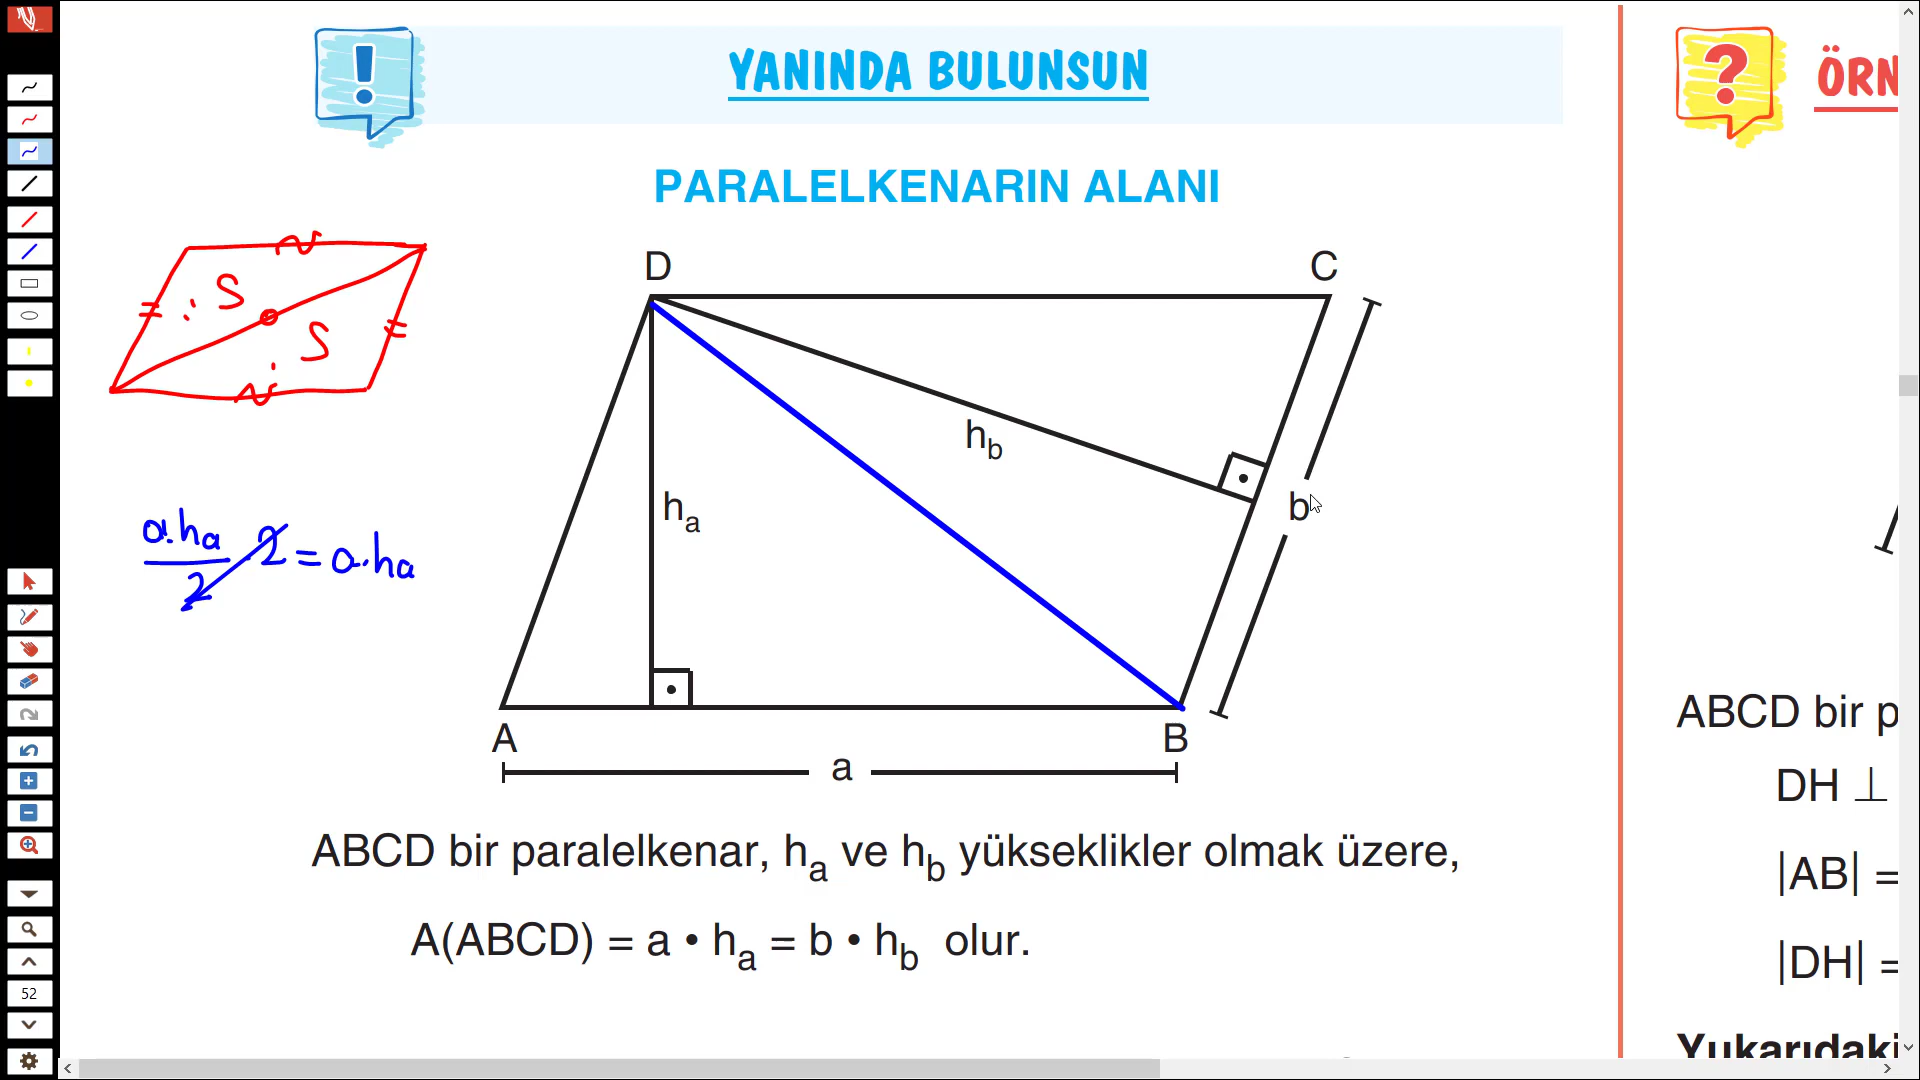 YANINDA BULUNSUN
PARALELKENARIN ALANI
S
S
D
C
h_b
h_a
b
a.h_a / 2 . 2 = a.h_a
A
B
a
ABCD bir paralelkenar, h_a ve h_b yükseklikler olmak üzere,
A(ABCD) = a • h_a = b • h_b olur.
ÖRN
ABCD bir p
DH ⊥
|AB| =
|DH| =
Yukarıdaki
52